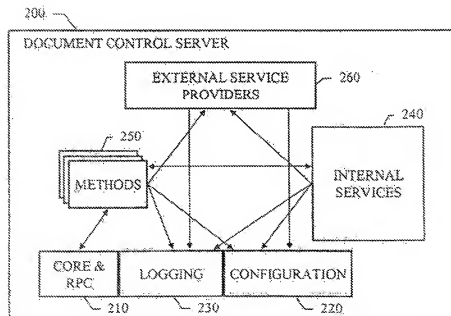 200
DOCUMENT CONTROL SERVER
EXTERNAL SERVICE
PROVIDERS
260
250
240
METHODS
INTERNAL
SERVICES
CORE &
RPC
LOGGING
CONFIGURATION
210
230
220